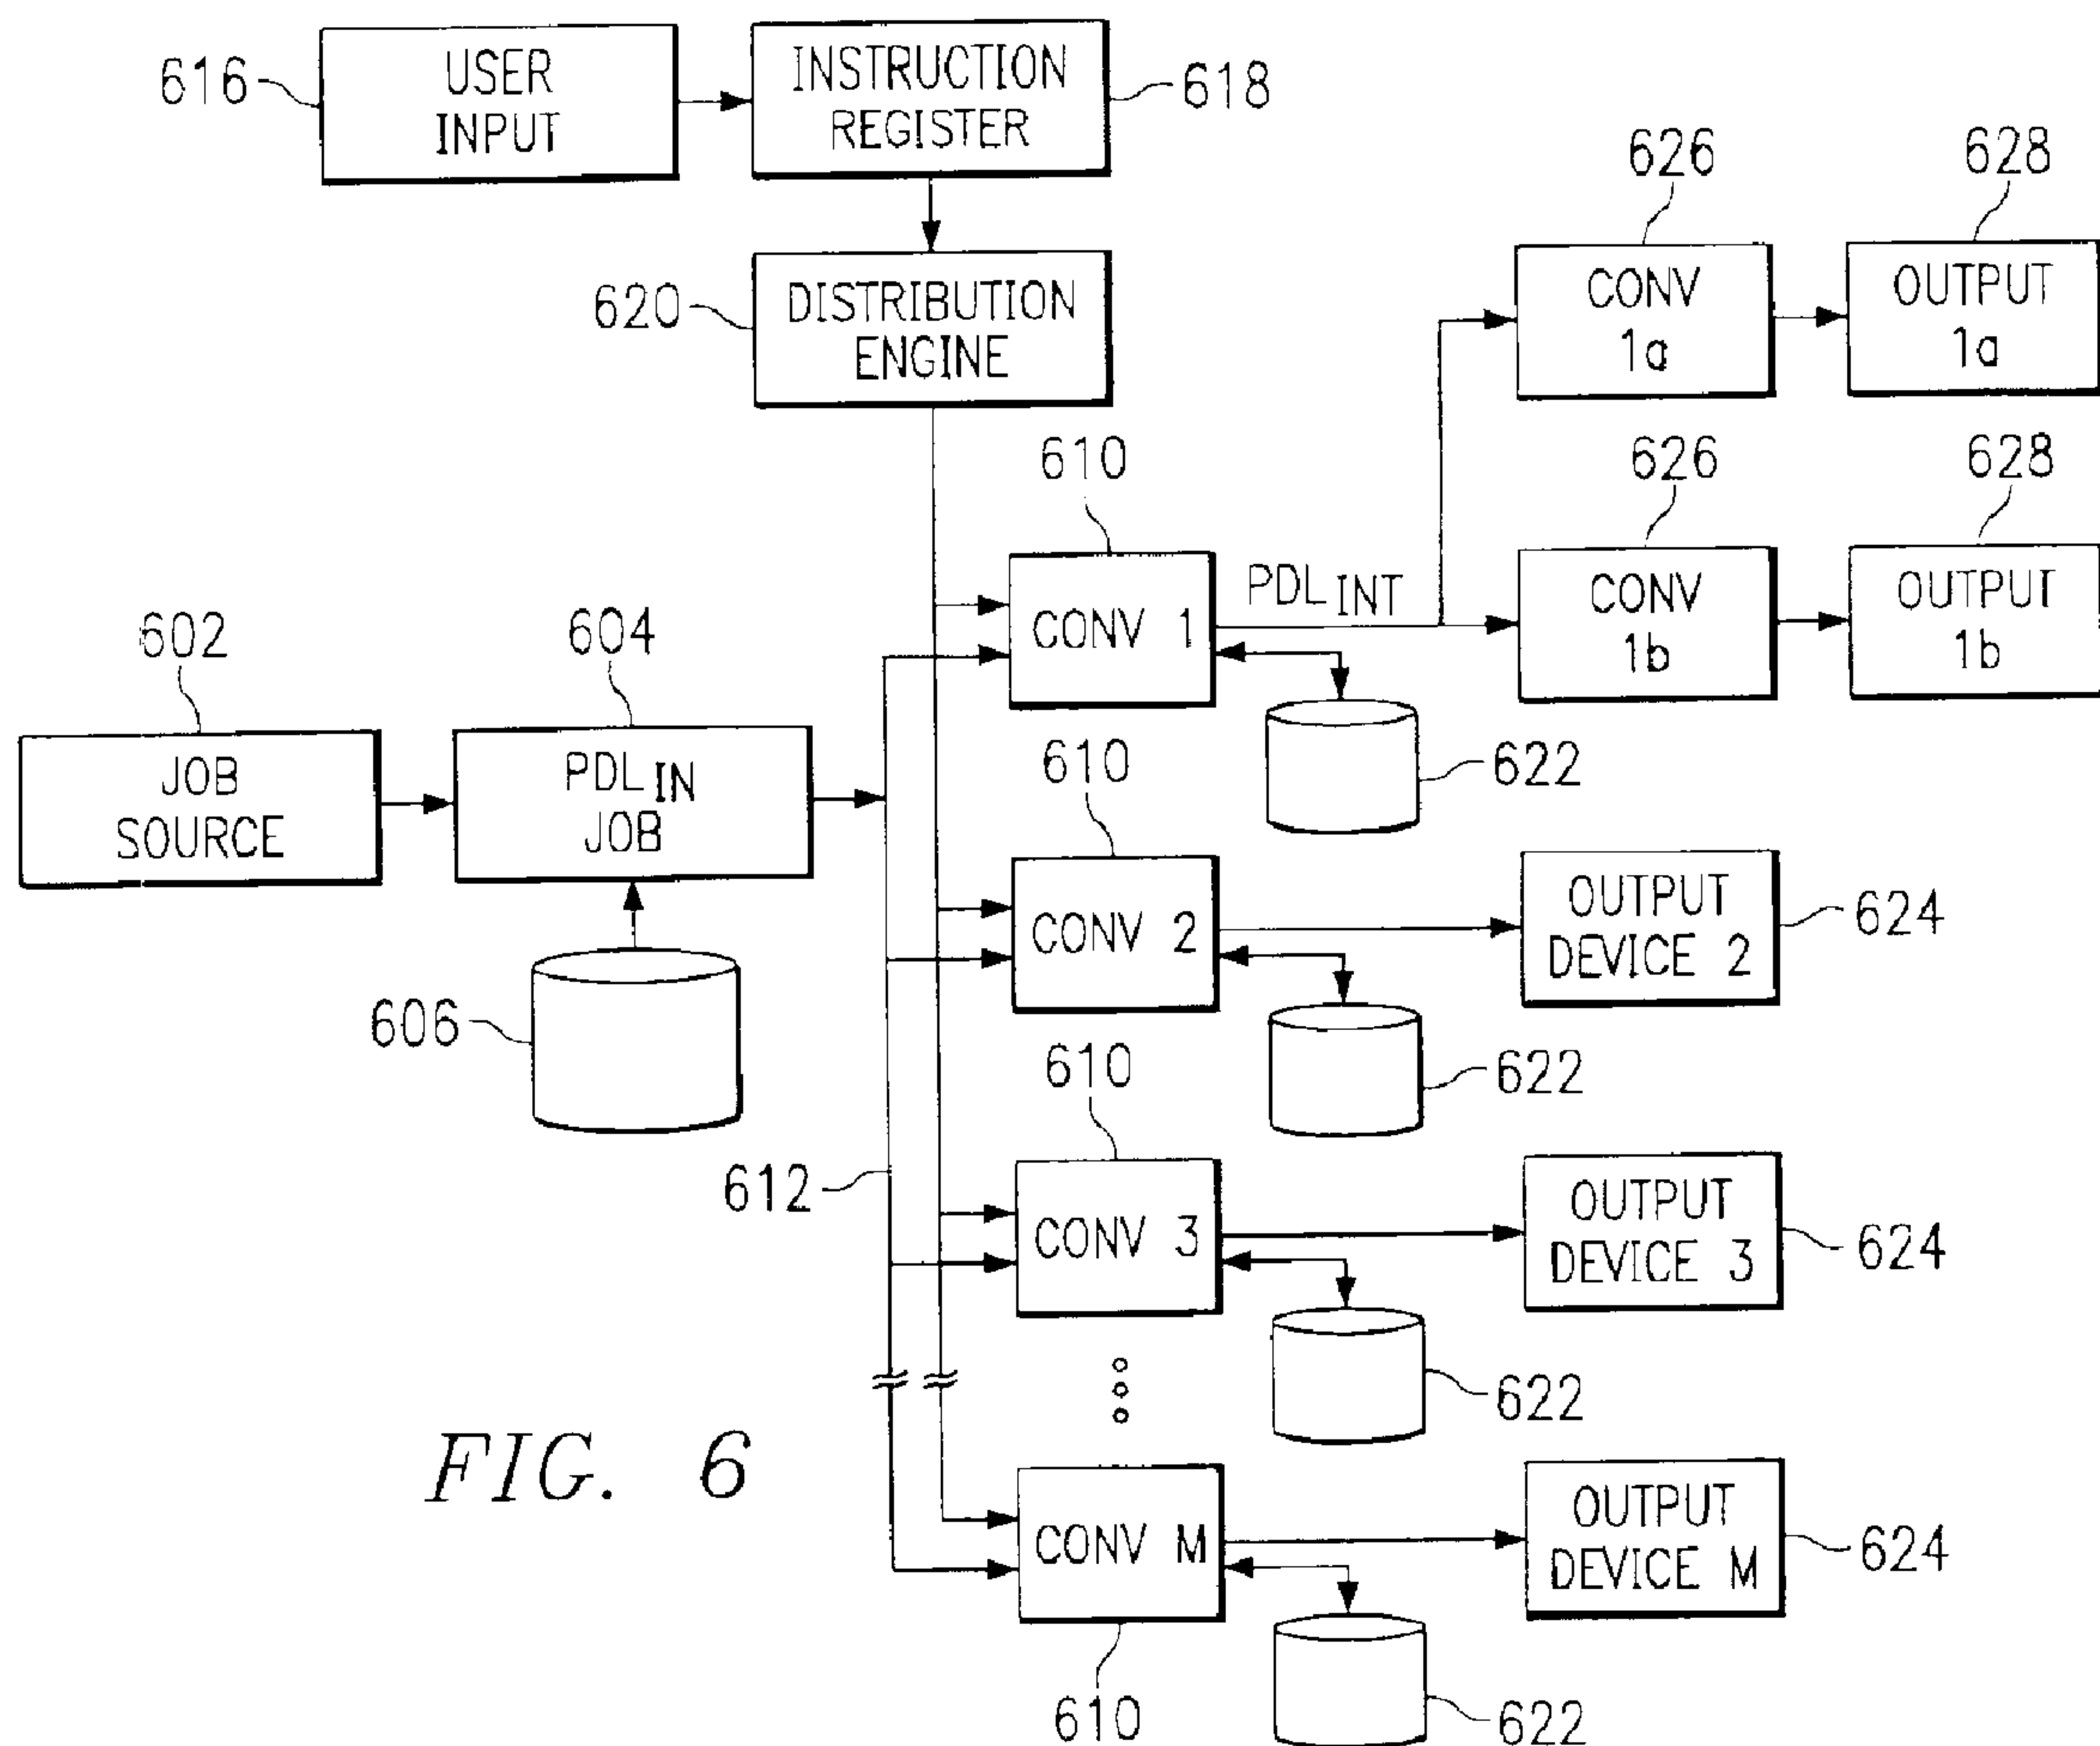 616
USER
INPUT
INSTRUCTION
REGISTER
618
620
DISTRIBUTION
ENGINE
626
628
CONV
1a
OUTPUT
1a
610
626
628
CONV 1
PDL INT
CONV
1b
OUTPUT
1b
602
604
JOB
SOURCE
PDL IN
JOB
606
622
610
CONV 2
OUTPUT
DEVICE 2
624
622
610
612
CONV 3
OUTPUT
DEVICE 3
624
622
FIG. 6
CONV M
OUTPUT
DEVICE M
624
610
622